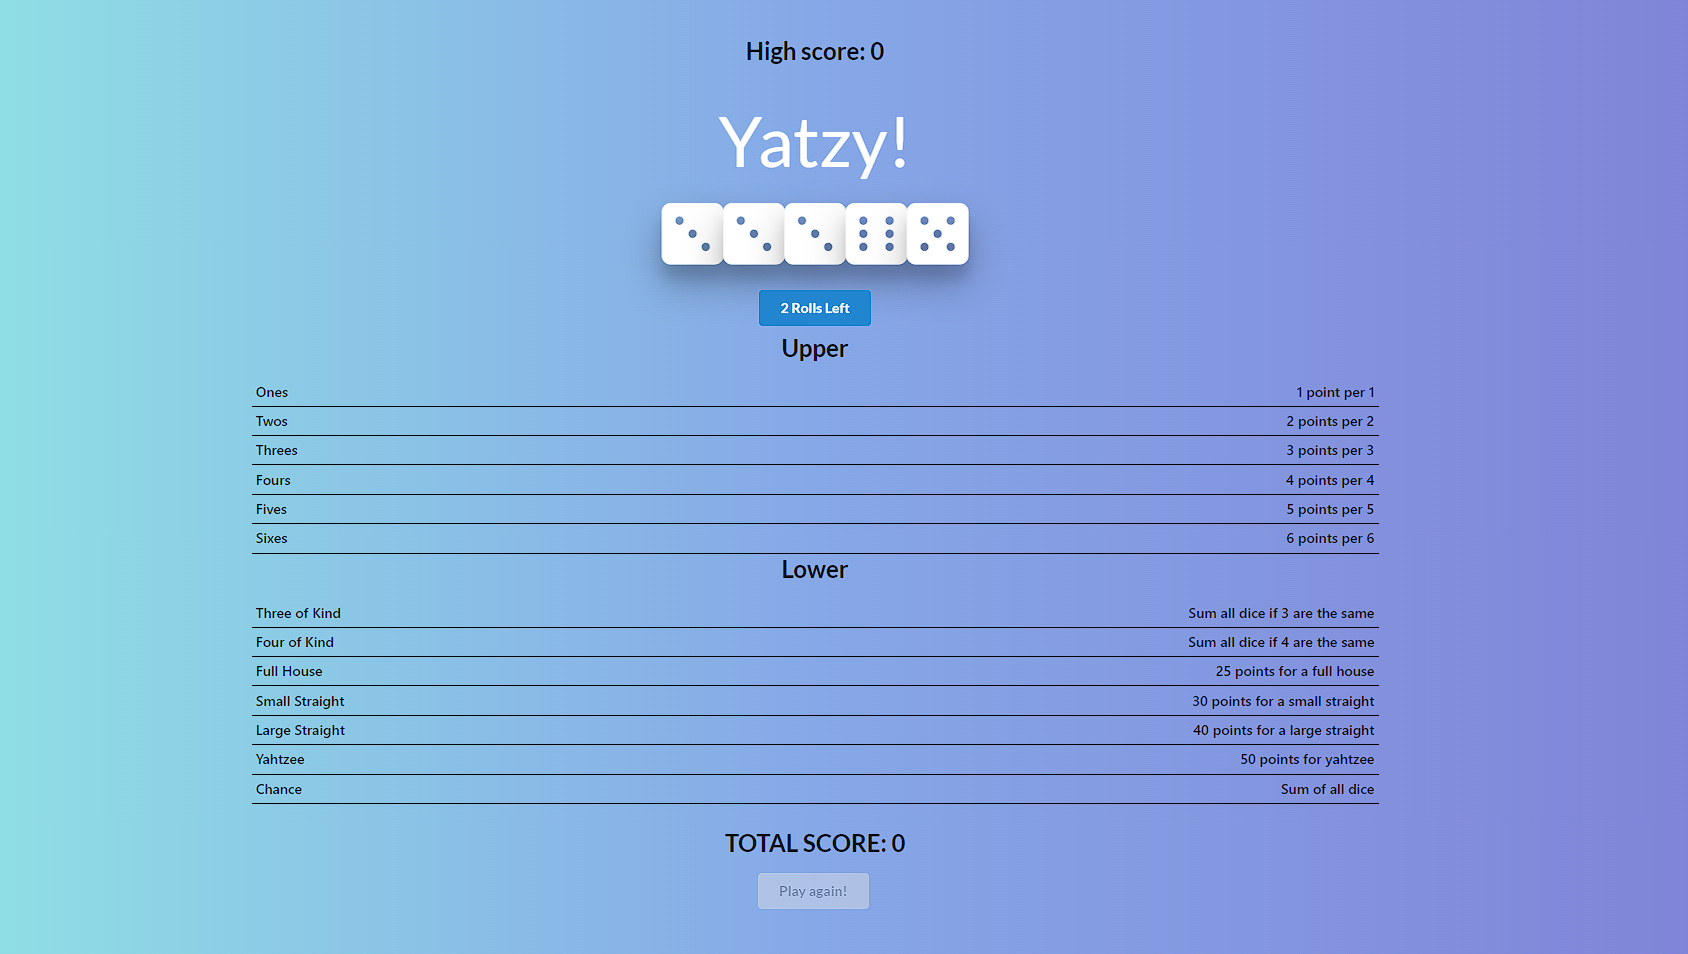 High score: 0
Yatzy!
2 Rolls Left
Upper
Ones 1 point per 1
Twos 2 points per 2
Threes 3 points per 3
Fours 4 points per 4
Fives 5 points per 5
Sixes 6 points per 6
Lower
Three of Kind Sum all dice if 3 are the same
Four of Kind Sum all dice if 4 are the same
Full House 25 points for a full house
Small Straight 30 points for a small straight
Large Straight 40 points for a large straight
Yahtzee 50 points for yahtzee
Chance Sum of all dice
TOTAL SCORE: 0
Play again!